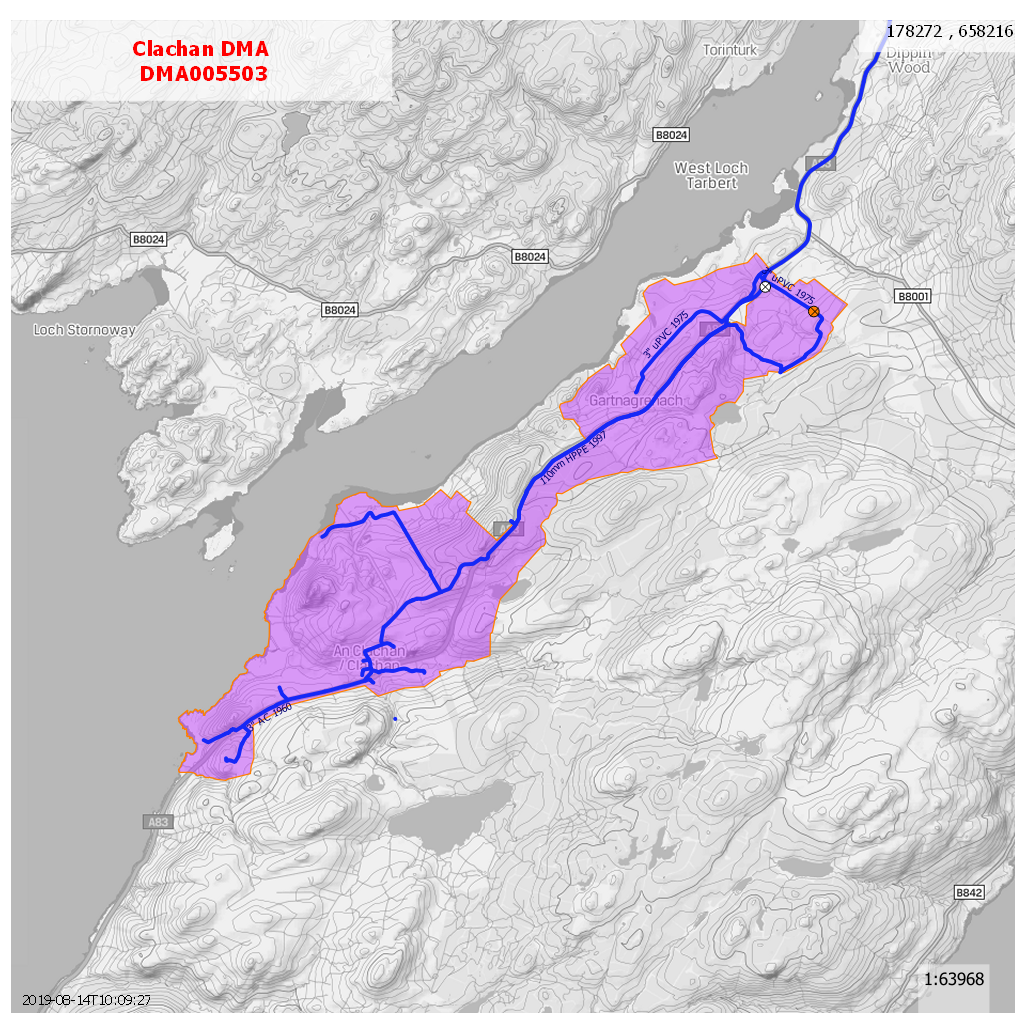 Clachan DMA
DMA005503
178272 , 658216
Torinturk
Dippin
Wood
B8024
A83
West Loch
Tarbert
B8024
B8024
B8024
B8001
Loch Stornoway
uPVC 1975
3" uPVC 1975
Gartnagrenach
110mm HPPE 1997
An Clachan
/ Clachan
3" AC 1960
A83
B842
1:63968
2019-08-14T10:09:27